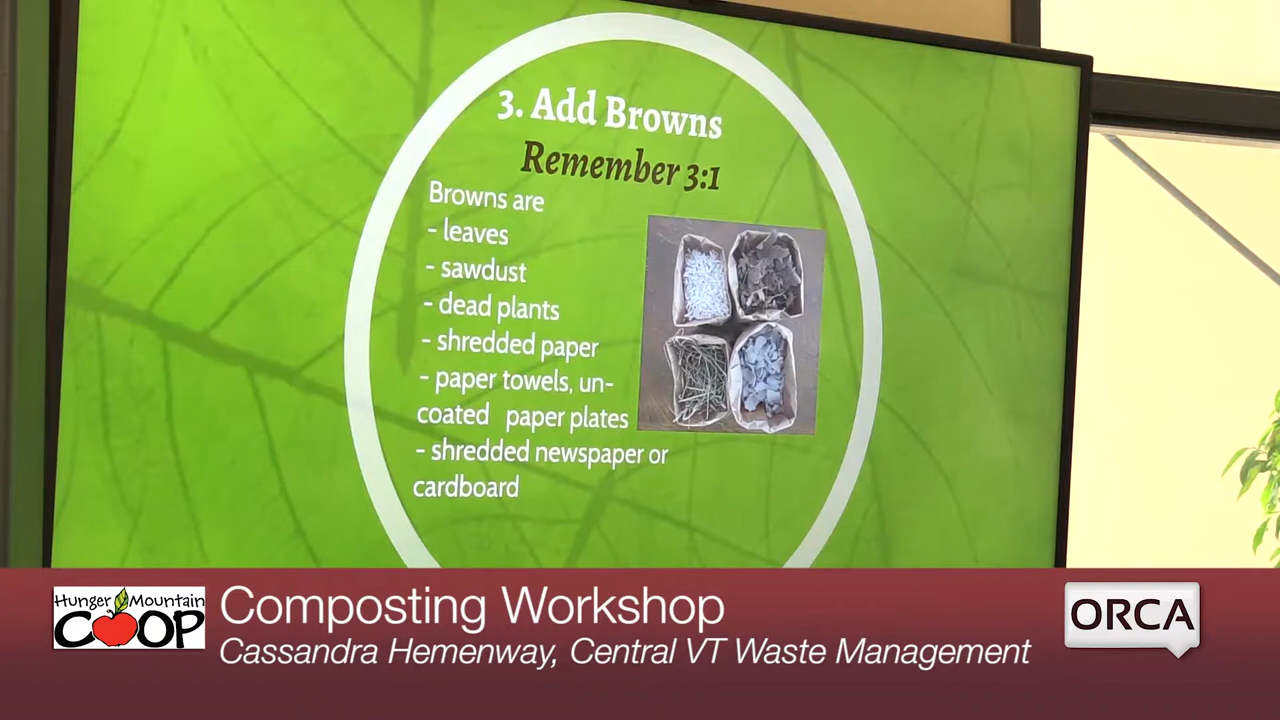 3. Add Browns
Remember 3:1
Browns are
- leaves
- sawdust
- dead plants
- shredded paper
- paper towels, un-
coated paper plates
- shredded newspaper or
cardboard
Hunger Mountain
COOP
Composting Workshop
Cassandra Hemenway, Central VT Waste Management
ORCA